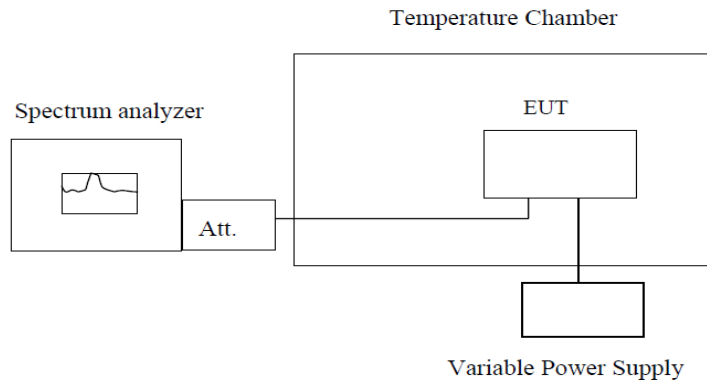 Temperature Chamber
Spectrum analyzer
EUT
Att.
Variable Power Supply